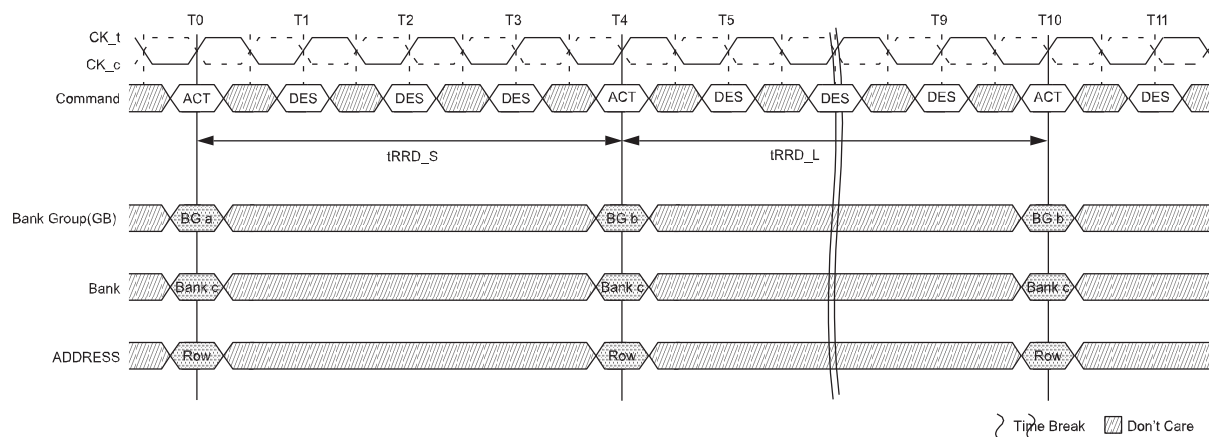 T0 T1 T2 T3 T4 T5 T9 T10 T11
CK_t
CK_c
Command ACT DES DES DES ACT DES DES DES ACT DES
tRRD_S tRRD_L
Bank Group(GB) BG a BG b BG b
Bank Bank c Bank c Bank c
ADDRESS Row Row Row
Time Break Don't Care